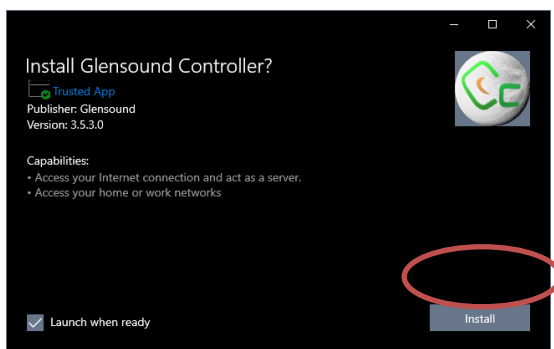 Install Glensound Controller?
Trusted App
Publisher: Glensound
Version: 3.5.3.0
Capabilities:
• Access your Internet connection and act as a server.
• Access your home or work networks
Launch when ready
Install